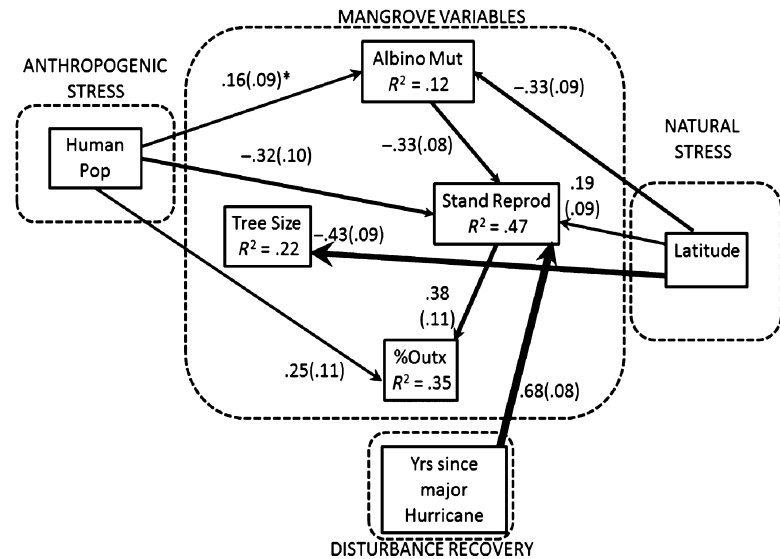 MANGROVE VARIABLES
ANTHROPOGENIC
STRESS
Albino Mut
R² = .12
.16(.09)*
–.33(.09)
Human
Pop
NATURAL
STRESS
–.33(.08)
–.32(.10)
Stand Reprod
R² = .47
.19
(.09)
Tree Size
R² = .22
–.43(.09)
Latitude
.38
(.11)
%Outx
R² = .35
.25(.11)
.68(.08)
Yrs since
major
Hurricane
DISTURBANCE RECOVERY